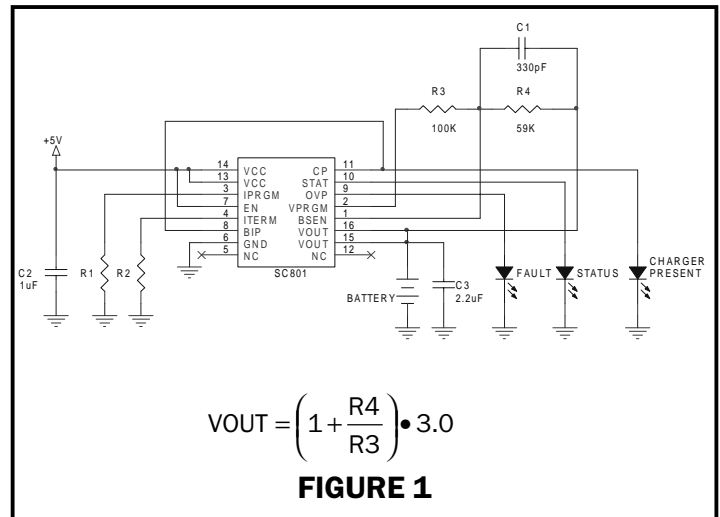 C1
330pF
R3
R4
100K
59K
+5V
14 VCC CP 11
13 VCC STAT 10
3 IPRGM OVP 9
7 EN VPRGM 2
4 ITERM BSEN 1
8 BIP VOUT 16
6 GND VOUT 15
5 NC NC 12
SC801
C2
1uF
R1
R2
BATTERY
C3
2.2uF
FAULT
STATUS
CHARGER
PRESENT
VOUT = (1 + R4/R3) • 3.0
FIGURE 1